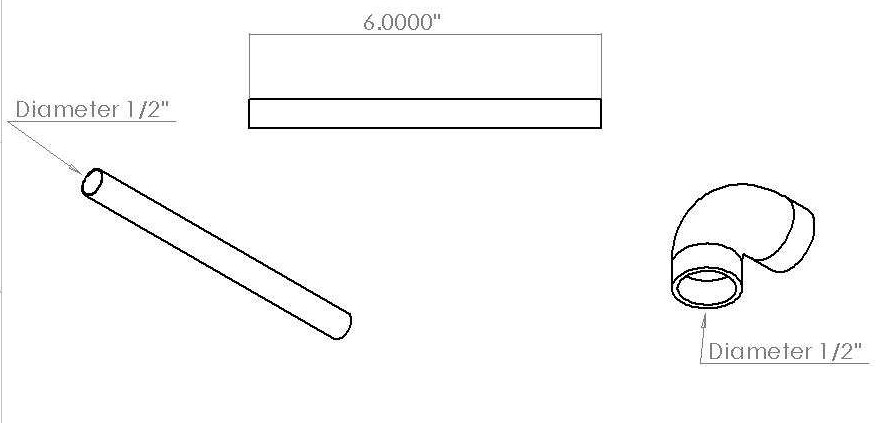 6.0000"
Diameter 1/2"
Diameter 1/2"